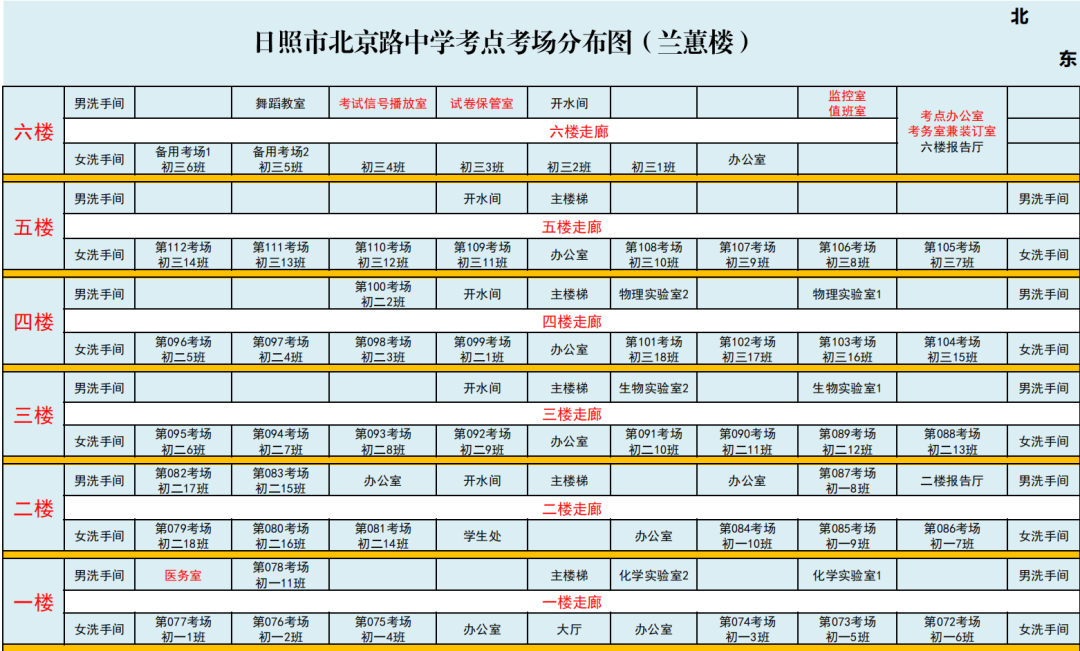 日照市北京路中学考点考场分布图（兰蕙楼）
北
东
六楼
男洗手间
舞蹈教室
考试信号播放室
试卷保管室
开水间
监控室
值班室
考点办公室
考务室兼装订室
六楼报告厅
六楼走廊
女洗手间
备用考场1
初三6班
备用考场2
初三5班
初三4班
初三3班
初三2班
初三1班
办公室
五楼
男洗手间
开水间
主楼梯
男洗手间
五楼走廊
女洗手间
第112考场
初三14班
第111考场
初三13班
第110考场
初三12班
第109考场
初三11班
办公室
第108考场
初三10班
第107考场
初三9班
第106考场
初三8班
第105考场
初三7班
女洗手间
四楼
男洗手间
第100考场
初二2班
开水间
主楼梯
物理实验室2
物理实验室1
男洗手间
四楼走廊
女洗手间
第096考场
初二5班
第097考场
初二4班
第098考场
初二3班
第099考场
初二1班
办公室
第101考场
初三18班
第102考场
初三17班
第103考场
初三16班
第104考场
初三15班
女洗手间
三楼
男洗手间
开水间
主楼梯
生物实验室2
生物实验室1
男洗手间
三楼走廊
女洗手间
第095考场
初二6班
第094考场
初二7班
第093考场
初二8班
第092考场
初二9班
办公室
第091考场
初二10班
第090考场
初二11班
第089考场
初二12班
第088考场
初二13班
女洗手间
二楼
男洗手间
第082考场
初二17班
第083考场
初二15班
办公室
开水间
主楼梯
办公室
第087考场
初一8班
二楼报告厅
男洗手间
二楼走廊
女洗手间
第079考场
初二18班
第080考场
初二16班
第081考场
初二14班
学生处
办公室
第084考场
初一10班
第085考场
初一9班
第086考场
初一7班
女洗手间
一楼
男洗手间
医务室
第078考场
初一11班
主楼梯
化学实验室2
化学实验室1
男洗手间
一楼走廊
女洗手间
第077考场
初一1班
第076考场
初一2班
第075考场
初一4班
办公室
大厅
办公室
第074考场
初一3班
第073考场
初一5班
第072考场
初一6班
女洗手间